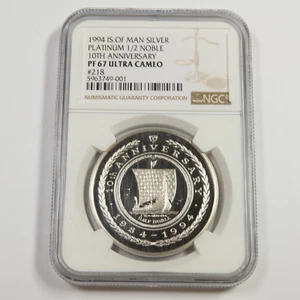 1994 IS.OF MAN SILVER
PLATINUM 1/2 NOBLE
10TH ANNIVERSARY
PF 67 ULTRA CAMEO
#218
5963749-001
NUMISMATIC GUARANTY CORPORATION
NGC
10th ANNIVERSARY
1984-1994